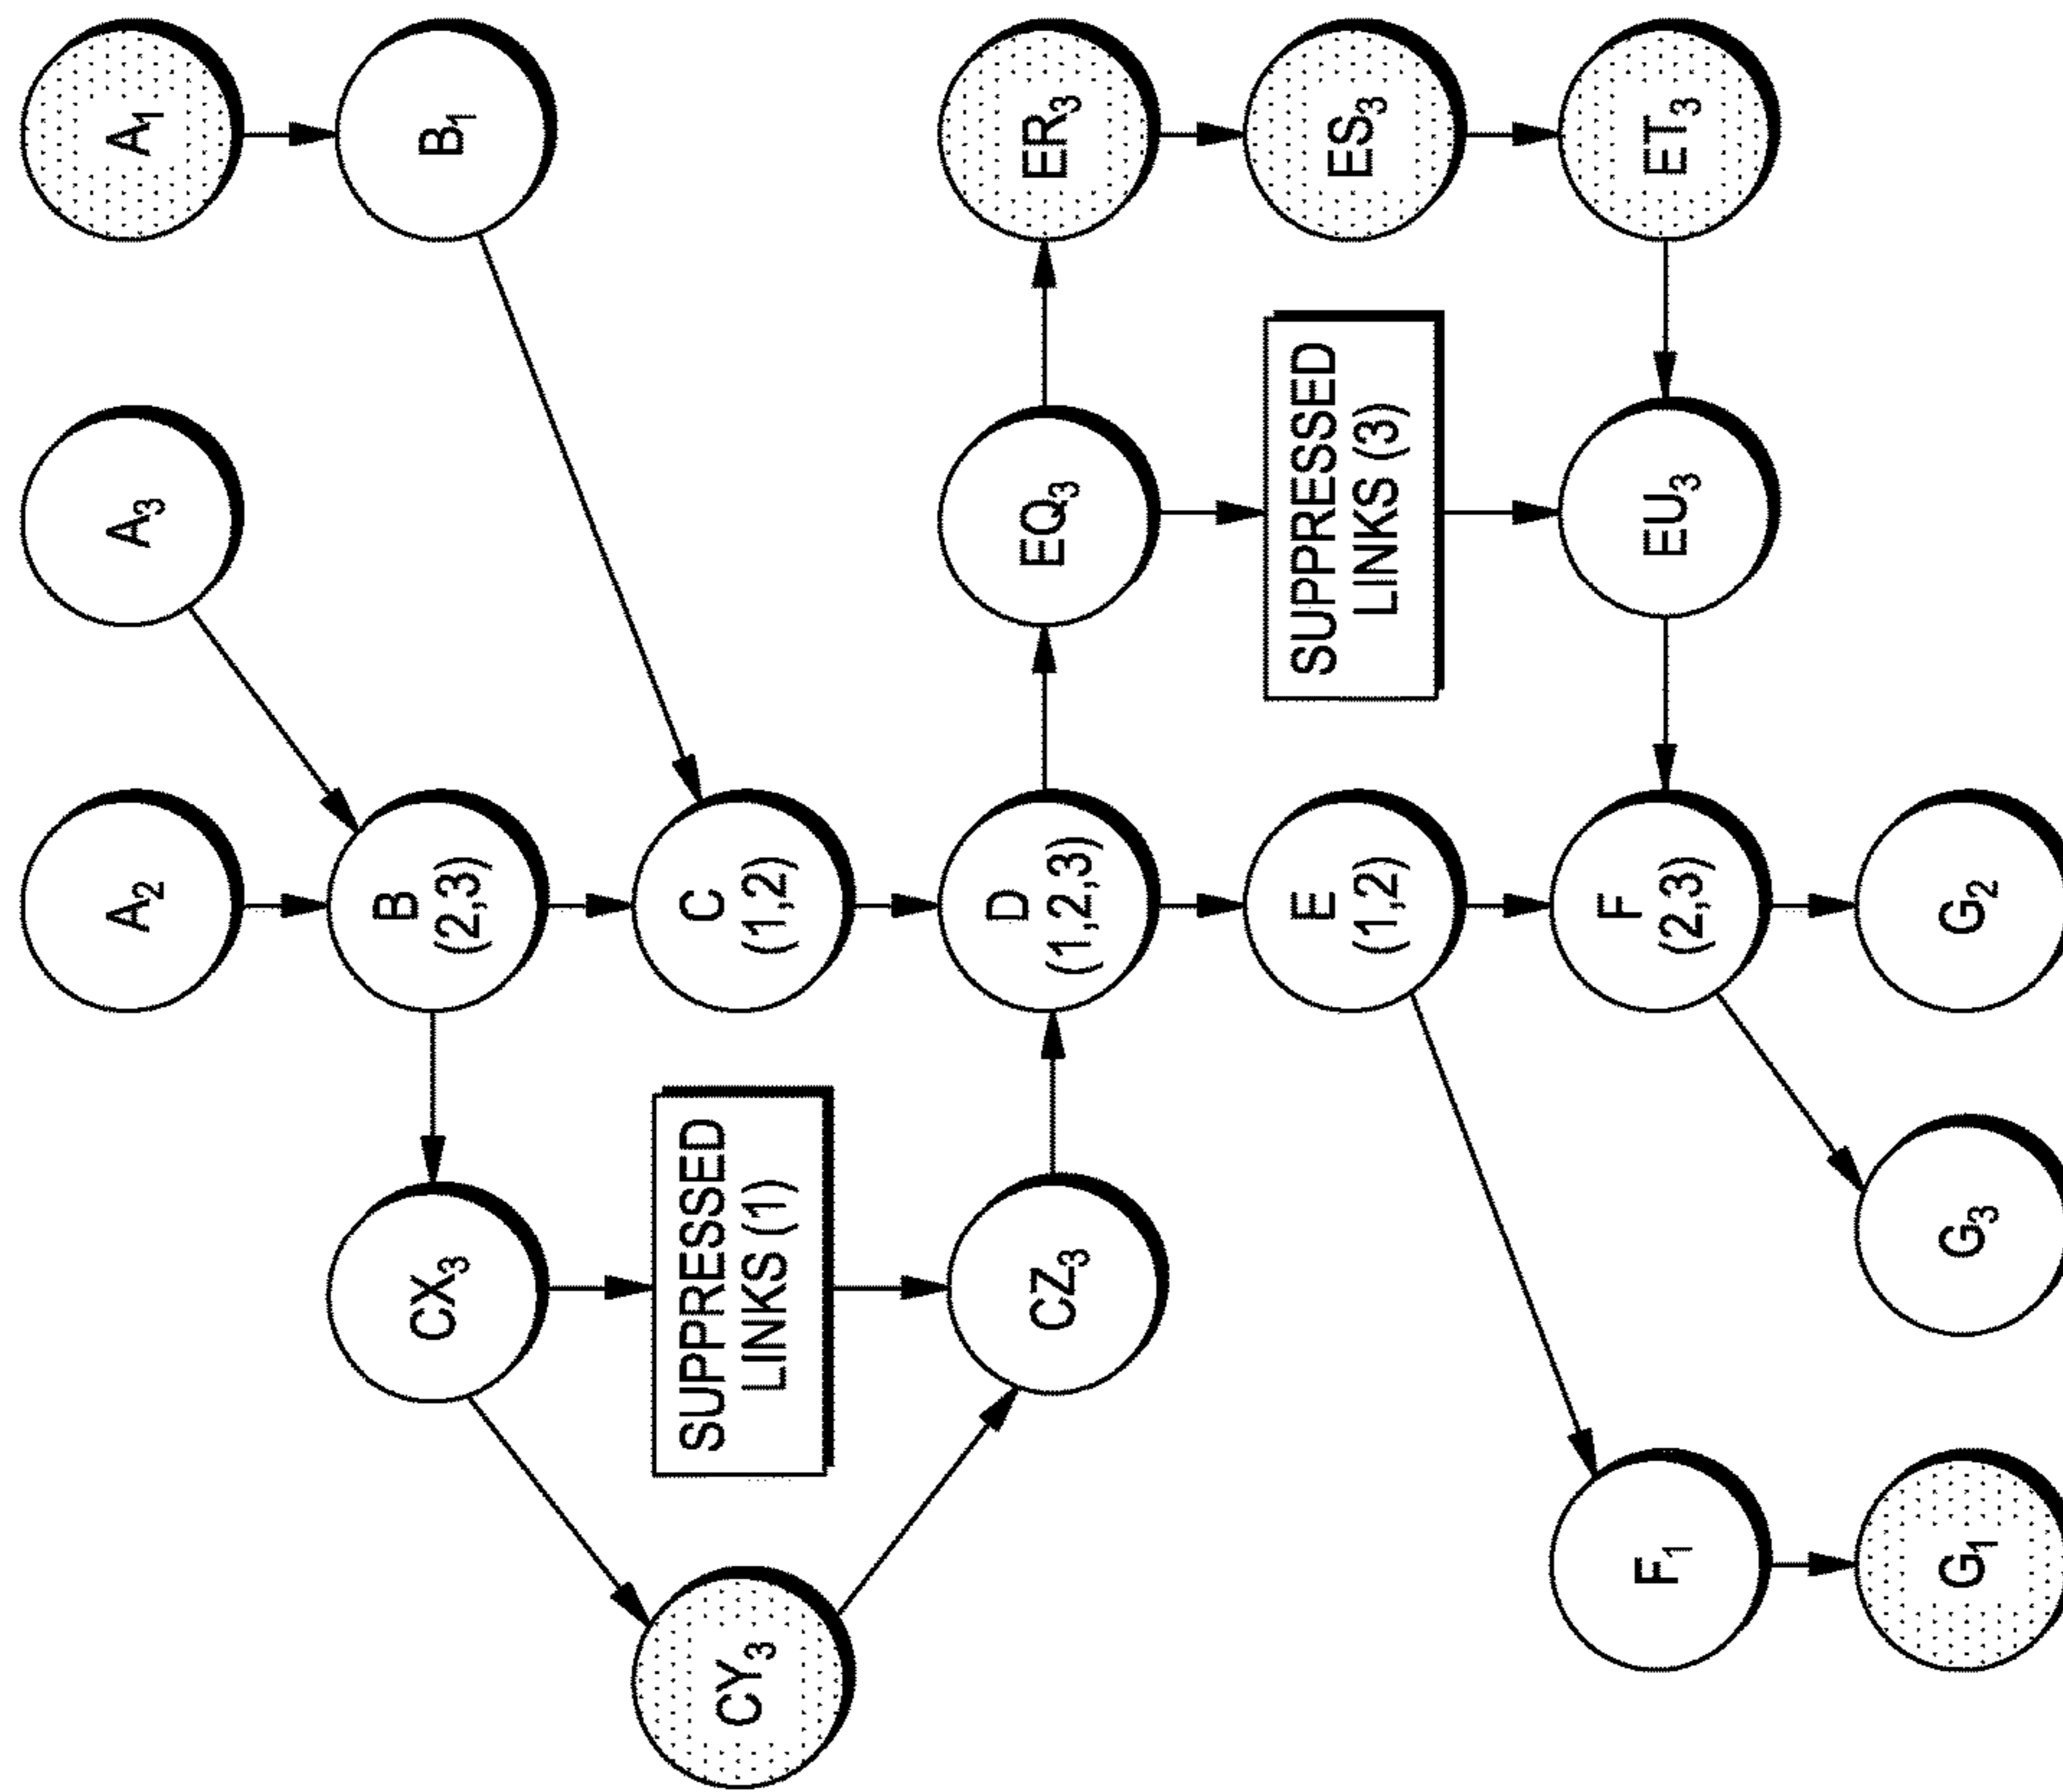 A₁
B₁
A₃
A₂
B
(2,3)
C
(1,2)
D
(1,2,3)
E
(1,2)
F
(2,3)
G₂
G₃
CX₃
SUPPRESSED
LINKS (1)
CZ₃
CY₃
EQ₃
SUPPRESSED
LINKS (3)
EU₃
ER₃
ES₃
ET₃
F₁
G₁